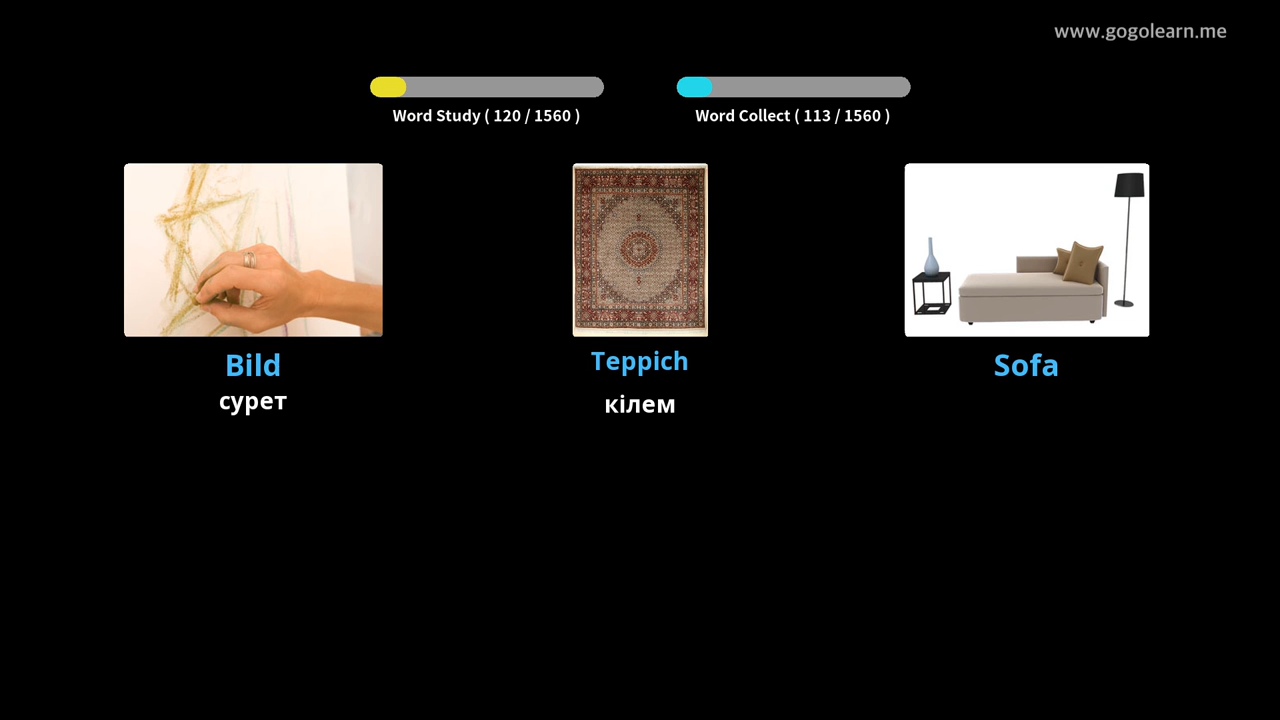 www.gogolearn.me
Word Study ( 120 / 1560 )
Word Collect ( 113 / 1560 )
Bild
сурет
Teppich
кілем
Sofa